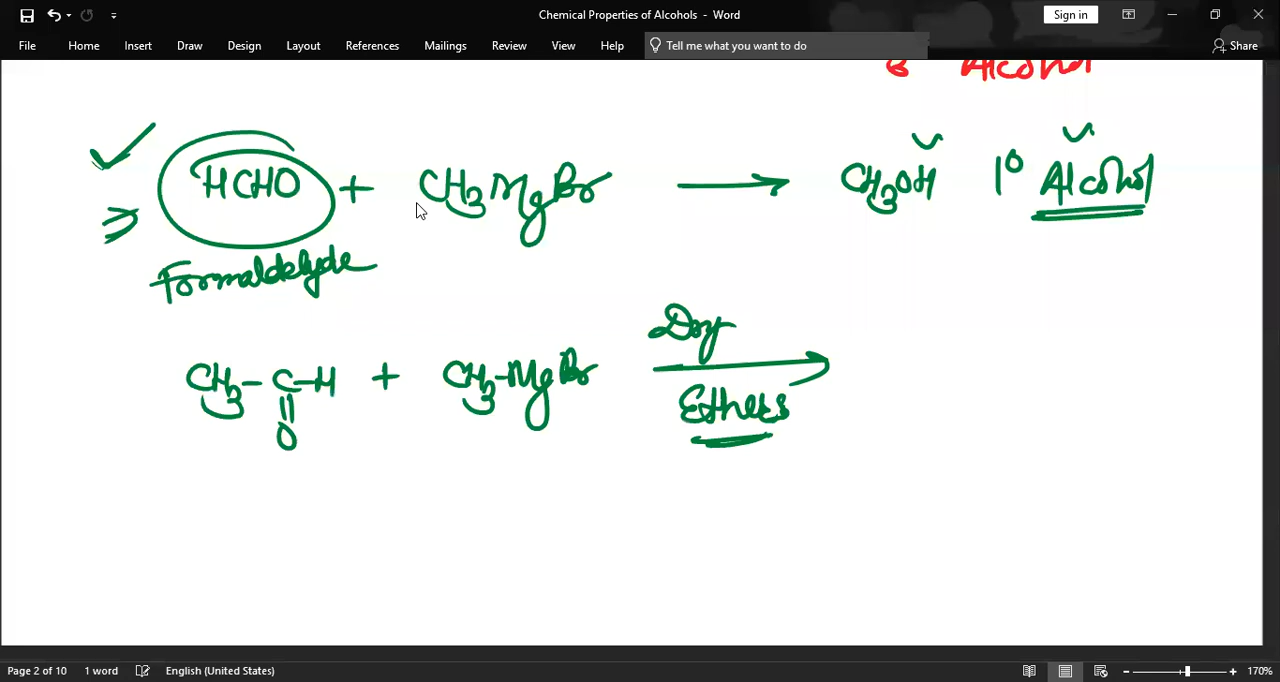 Chemical Properties of Alcohols - Word
Sign in
File Home Insert Draw Design Layout References Mailings Review View Help Tell me what you want to do Share
Alcohol
HCHO + CH3MgBr → CH3OH 1° Alcohol
Formaldelyde
Dry
CH3-C-H + CH3-MgBr →
O
Ethers
Page 2 of 10 1 word English (United States) 170%